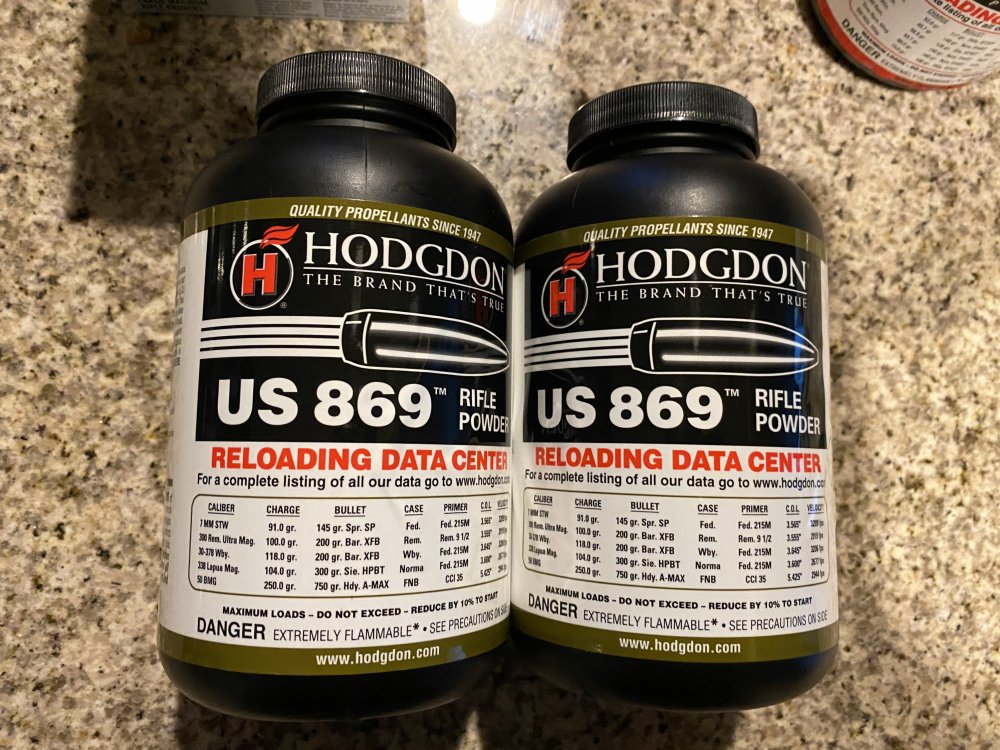 QUALITY PROPELLANTS SINCE 1947
H HODGDON
®
THE BRAND THAT'S TRUE
US 869™ RIFLE
POWDER
RELOADING DATA CENTER
For a complete listing of all our data go to www.hodgdon.
CALIBER CHARGE BULLET CASE PRIMER C.O.L.
7 MM STW 91.0 gr. 145 gr. Spr. SP Fed. Fed. 215M 3.565"
300 Rem. Ultra Mag. 100.0 gr. 200 gr. Bar. XFB Rem. Rem. 9 1/2 3.555"
30-378 Wby. 118.0 gr. 200 gr. Bar. XFB Wby. Fed. 215M 3.645"
338 Lapua Mag. 104.0 gr. 300 gr. Sie. HPBT Norma Fed. 215M 3.600"
50 BMG 250.0 gr. 750 gr. Hdy. A-MAX FNB CCI 35 5.425"
MAXIMUM LOADS – DO NOT EXCEED – REDUCE BY 10% TO START
DANGER EXTREMELY FLAMMABLE* • SEE PRECAUTIONS ON SIDE
www.hodgdon.com
QUALITY PROPELLANTS SINCE 1947
H HODGDON
®
THE BRAND THAT'S TRUE
US 869™ RIFLE
POWDER
RELOADING DATA CENTER
For a complete listing of all our data go to www.hodgdon.com
CALIBER CHARGE BULLET CASE PRIMER C.O.L. VELOCITY
7 MM STW 91.0 gr. 145 gr. Spr. SP Fed. Fed. 215M 3.565"
300 Rem. Ultra Mag. 100.0 gr. 200 gr. Bar. XFB Rem. Rem. 9 1/2 3.555"
30-378 Wby. 118.0 gr. 200 gr. Bar. XFB Wby. Fed. 215M 3.645"
338 Lapua Mag. 104.0 gr. 300 gr. Sie. HPBT Norma Fed. 215M 3.600"
50 BMG 250.0 gr. 750 gr. Hdy. A-MAX FNB CCI 35 5.425"
MAXIMUM LOADS – DO NOT EXCEED – REDUCE BY 10% TO START
DANGER EXTREMELY FLAMMABLE* • SEE PRECAUTIONS ON SIDE
www.hodgdon.com
DANGER